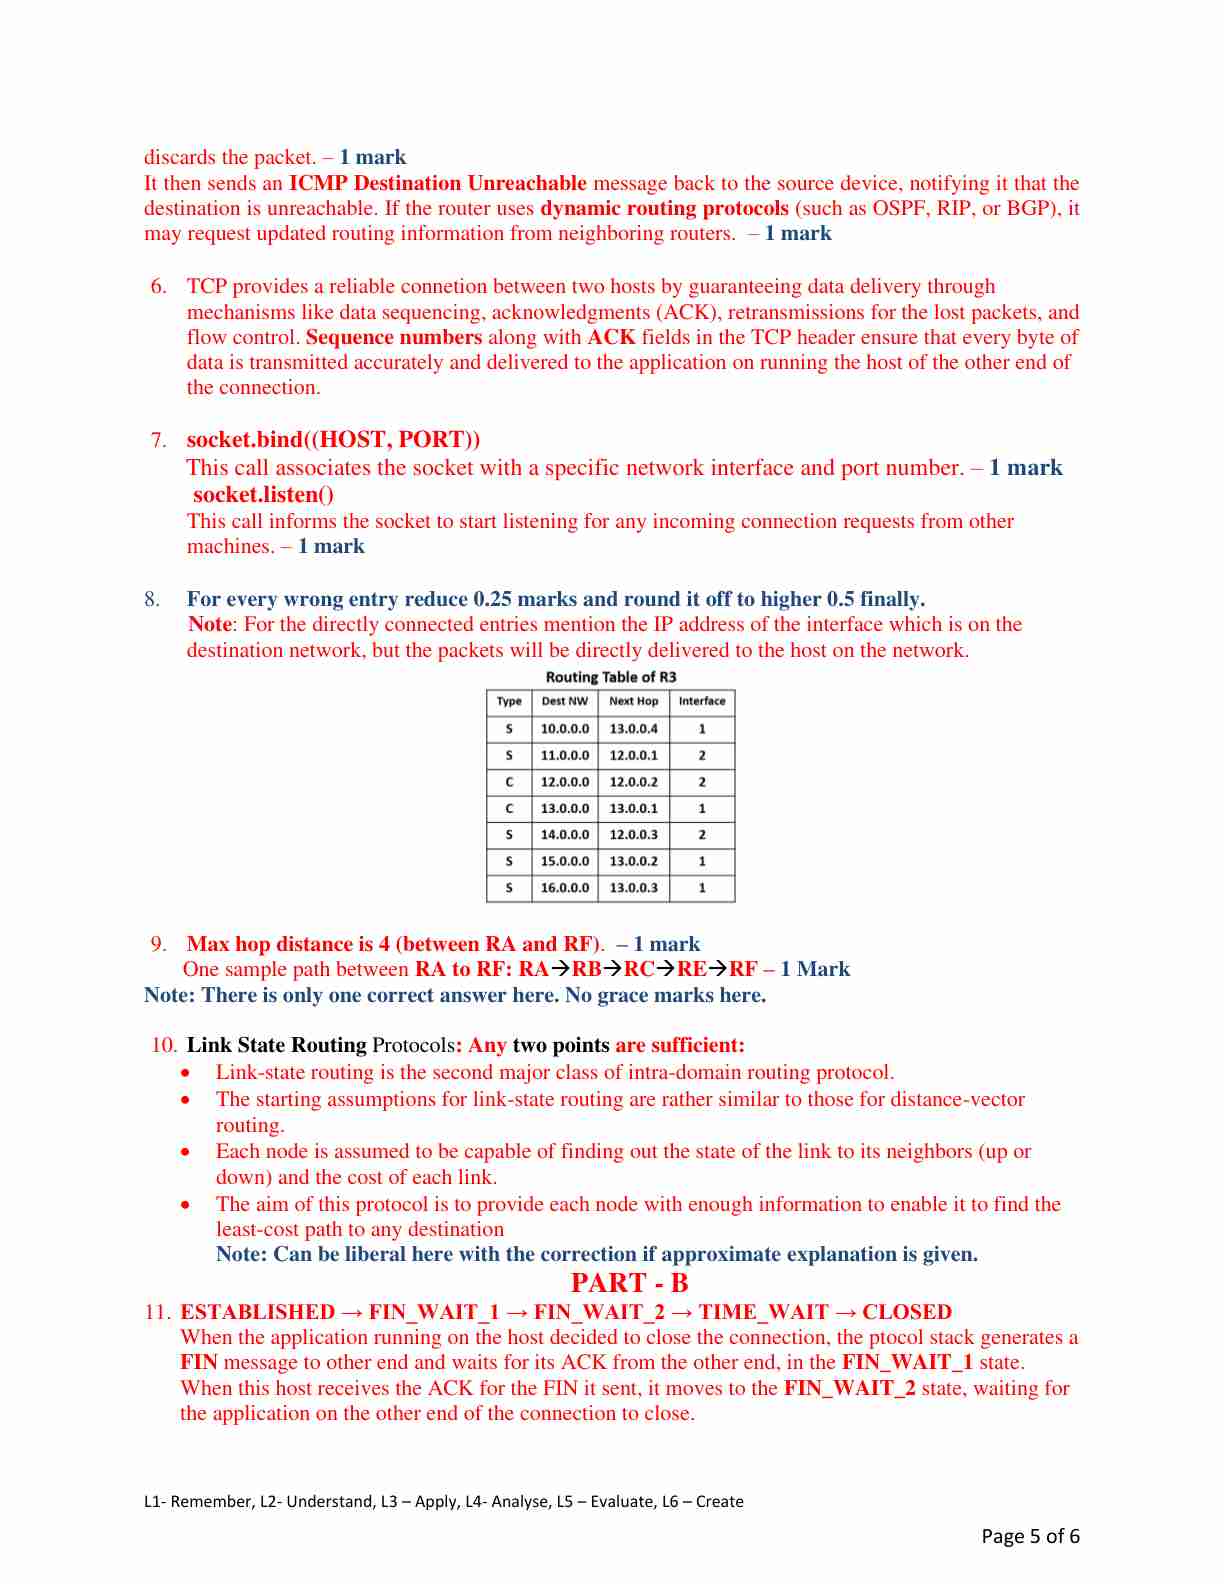 discards the packet. – 1 mark
It then sends an ICMP Destination Unreachable message back to the source device, notifying it that the
destination is unreachable. If the router uses dynamic routing protocols (such as OSPF, RIP, or BGP), it
may request updated routing information from neighboring routers. – 1 mark
6. TCP provides a reliable connetion between two hosts by guaranteeing data delivery through
mechanisms like data sequencing, acknowledgments (ACK), retransmissions for the lost packets, and
flow control. Sequence numbers along with ACK fields in the TCP header ensure that every byte of
data is transmitted accurately and delivered to the application on running the host of the other end of
the connection.
7. socket.bind((HOST, PORT))
This call associates the socket with a specific network interface and port number. – 1 mark
socket.listen()
This call informs the socket to start listening for any incoming connection requests from other
machines. – 1 mark
8. For every wrong entry reduce 0.25 marks and round it off to higher 0.5 finally.
Note: For the directly connected entries mention the IP address of the interface which is on the
destination network, but the packets will be directly delivered to the host on the network.
Routing Table of R3
Type Dest NW Next Hop Interface
S 10.0.0.0 13.0.0.4 1
S 11.0.0.0 12.0.0.1 2
C 12.0.0.0 12.0.0.2 2
C 13.0.0.0 13.0.0.1 1
S 14.0.0.0 12.0.0.3 2
S 15.0.0.0 13.0.0.2 1
S 16.0.0.0 13.0.0.3 1
9. Max hop distance is 4 (between RA and RF). – 1 mark
One sample path between RA to RF: RA→RB→RC→RE→RF – 1 Mark
Note: There is only one correct answer here. No grace marks here.
10. Link State Routing Protocols: Any two points are sufficient:
• Link-state routing is the second major class of intra-domain routing protocol.
• The starting assumptions for link-state routing are rather similar to those for distance-vector
routing.
• Each node is assumed to be capable of finding out the state of the link to its neighbors (up or
down) and the cost of each link.
• The aim of this protocol is to provide each node with enough information to enable it to find the
least-cost path to any destination
Note: Can be liberal here with the correction if approximate explanation is given.
PART - B
11. ESTABLISHED → FIN_WAIT_1 → FIN_WAIT_2 → TIME_WAIT → CLOSED
When the application running on the host decided to close the connection, the ptocol stack generates a
FIN message to other end and waits for its ACK from the other end, in the FIN_WAIT_1 state.
When this host receives the ACK for the FIN it sent, it moves to the FIN_WAIT_2 state, waiting for
the application on the other end of the connection to close.
L1- Remember, L2- Understand, L3 – Apply, L4- Analyse, L5 – Evaluate, L6 – Create
Page 5 of 6